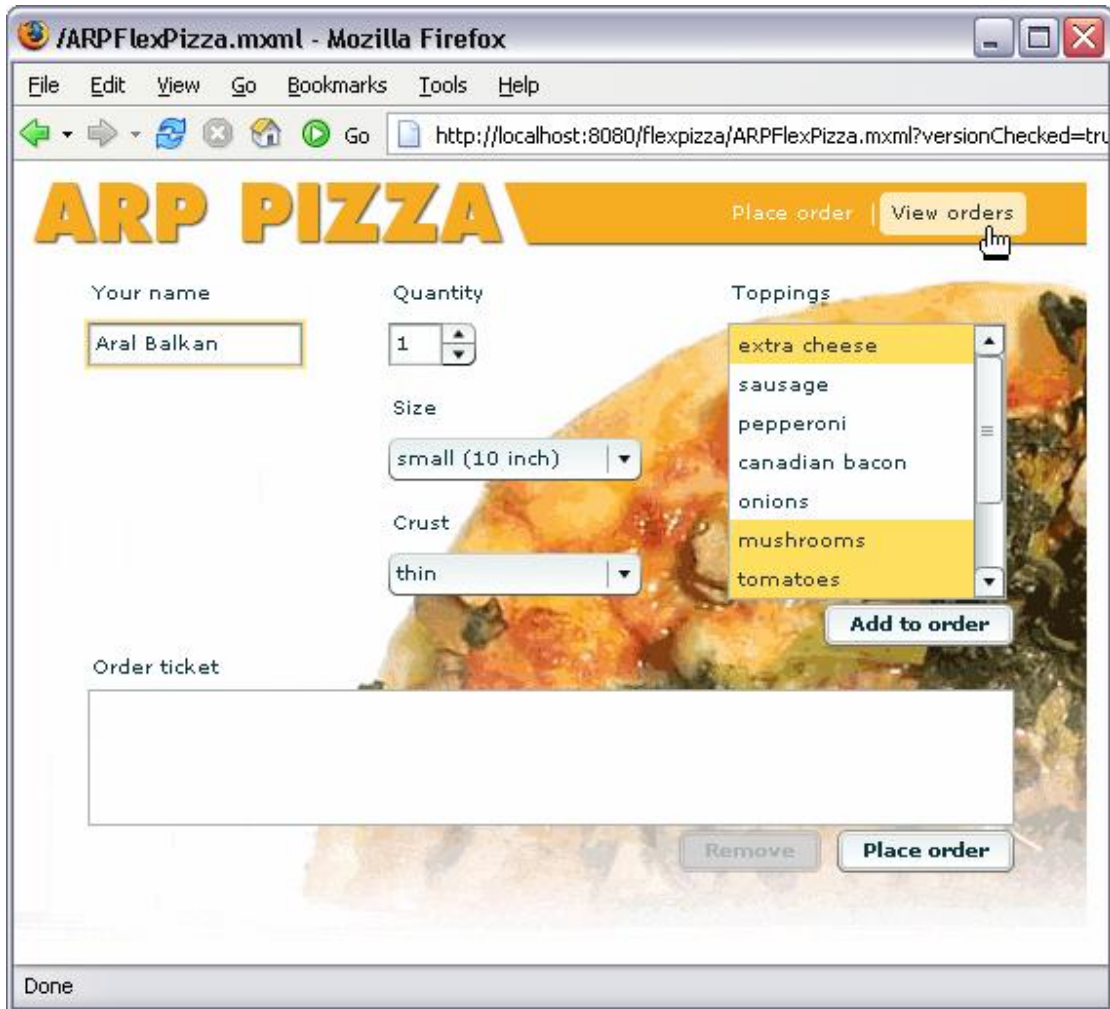 /ARPFlexPizza.mxml - Mozilla Firefox
File Edit View Go Bookmarks Tools Help
Go http://localhost:8080/flexpizza/ARPFlexPizza.mxml?versionChecked=tru
ARP PIZZA
Place order | View orders
Your name
Aral Balkan
Quantity
1
Size
small (10 inch)
Crust
thin
Toppings
extra cheese
sausage
pepperoni
canadian bacon
onions
mushrooms
tomatoes
Add to order
Order ticket
Remove
Place order
Done